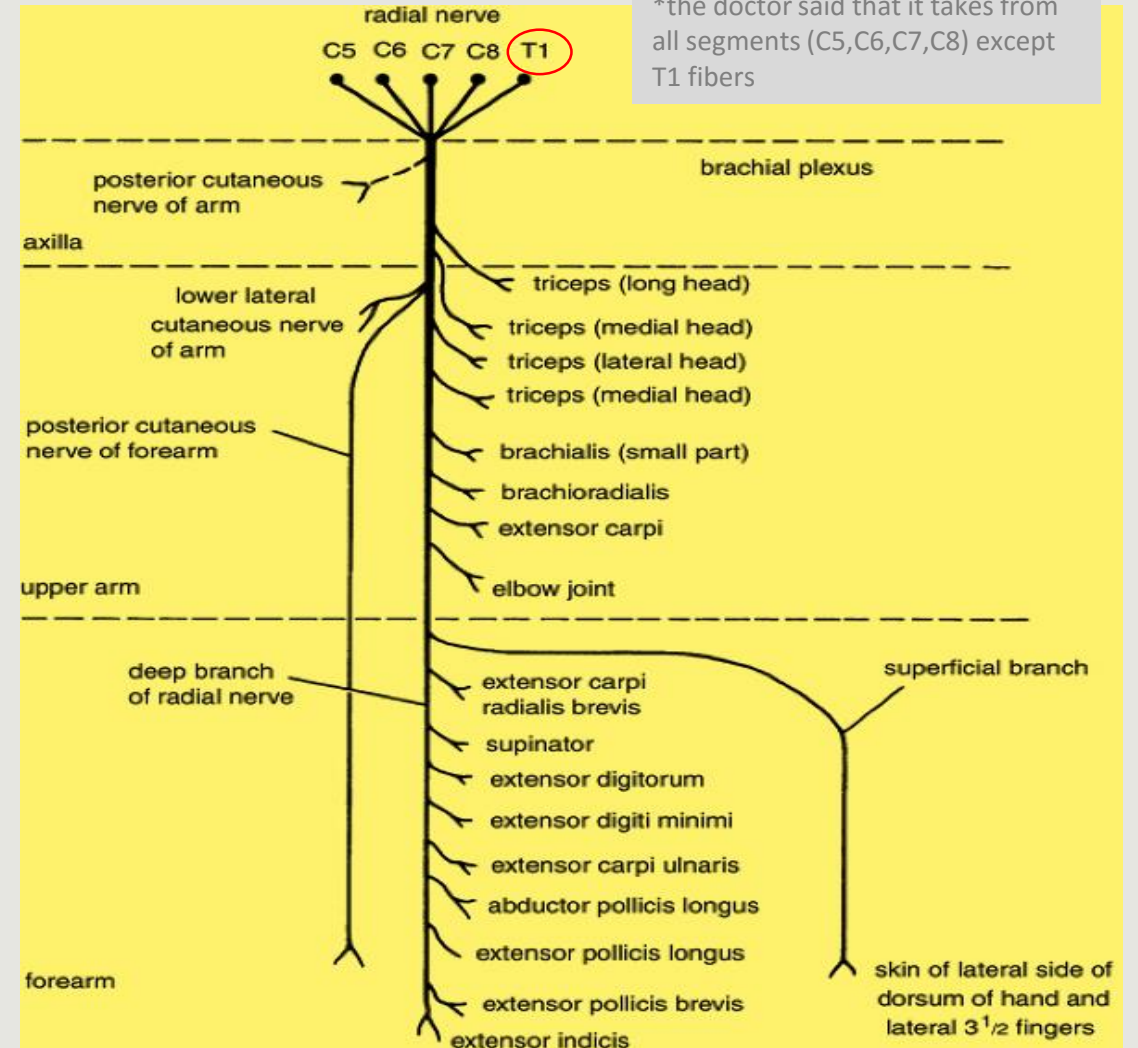 *the doctor said that it takes from
all segments (C5,C6,C7,C8) except
T1 fibers
radial nerve
C5 C6 C7 C8 T1
brachial plexus
posterior cutaneous
nerve of arm
axilla
triceps (long head)
lower lateral
cutaneous nerve
of arm
triceps (medial head)
triceps (lateral head)
triceps (medial head)
posterior cutaneous
nerve of forearm
brachialis (small part)
brachioradialis
extensor carpi
elbow joint
upper arm
deep branch
of radial nerve
superficial branch
extensor carpi
radialis brevis
supinator
extensor digitorum
extensor digiti minimi
extensor carpi ulnaris
abductor pollicis longus
extensor pollicis longus
forearm
skin of lateral side of
dorsum of hand and
lateral 3 1/2 fingers
extensor pollicis brevis
extensor indicis